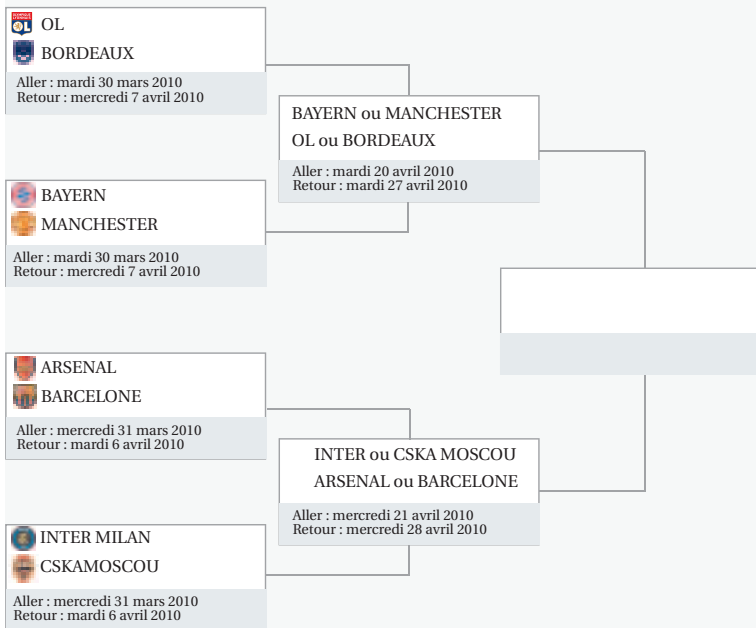 OL
BORDEAUX
Aller : mardi 30 mars 2010
Retour : mercredi 7 avril 2010
BAYERN
MANCHESTER
Aller : mardi 30 mars 2010
Retour : mercredi 7 avril 2010
ARSENAL
BARCELONE
Aller : mercredi 31 mars 2010
Retour : mardi 6 avril 2010
INTER MILAN
CSKAMOSCOU
Aller : mercredi 31 mars 2010
Retour : mardi 6 avril 2010
BAYERN ou MANCHESTER
OL ou BORDEAUX
Aller : mardi 20 avril 2010
Retour : mardi 27 avril 2010
INTER ou CSKA MOSCOU
ARSENAL ou BARCELONE
Aller : mercredi 21 avril 2010
Retour : mercredi 28 avril 2010